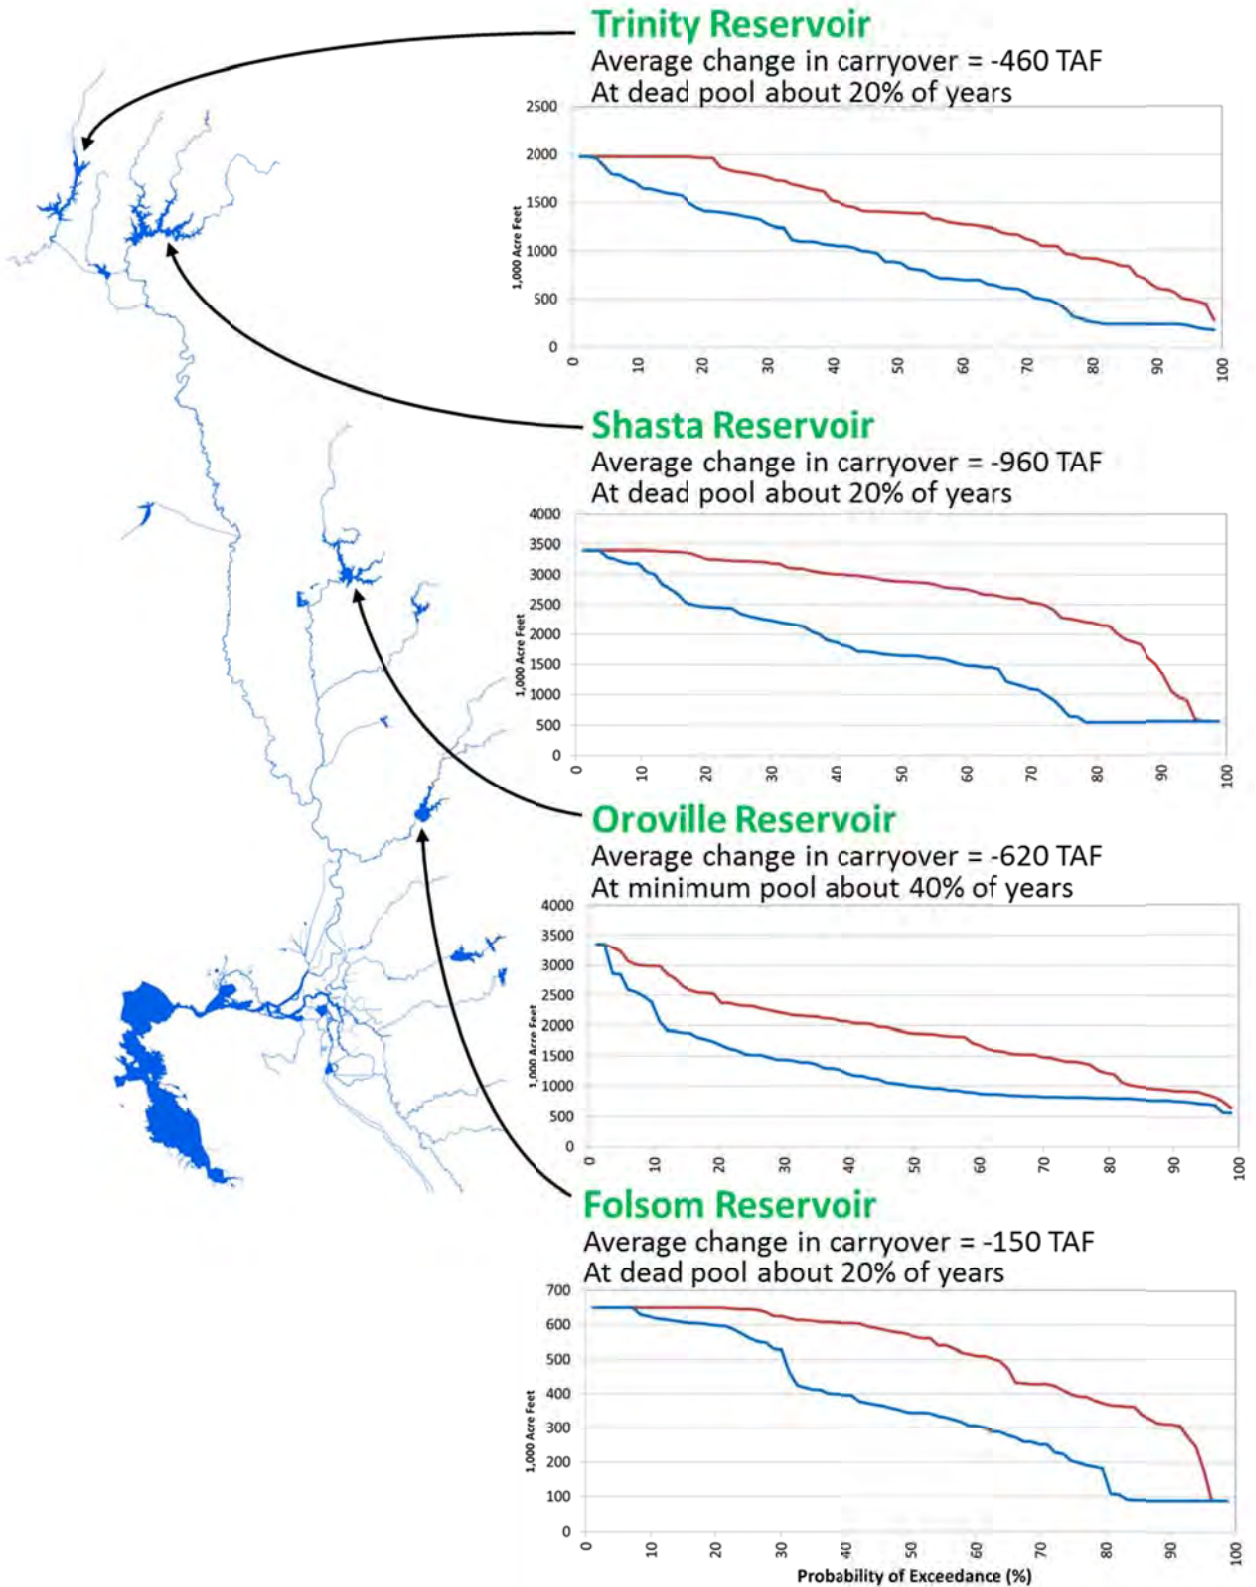 Trinity Reservoir
Average change in carryover = -460 TAF
At dead pool about 20% of years
2500
2000
1500
1000
500
0
1,000 Acre Feet
0 10 20 30 40 50 60 70 80 90 100
Shasta Reservoir
Average change in carryover = -960 TAF
At dead pool about 20% of years
4000
3500
3000
2500
2000
1500
1000
500
0
1,000 Acre Feet
0 10 20 30 40 50 60 70 80 90 100
Oroville Reservoir
Average change in carryover = -620 TAF
At minimum pool about 40% of years
4000
3500
3000
2500
2000
1500
1000
500
0
1,000 Acre Feet
0 10 20 30 40 50 60 70 80 90 100
Folsom Reservoir
Average change in carryover = -150 TAF
At dead pool about 20% of years
700
600
500
400
300
200
100
0
1,000 Acre Feet
0 10 20 30 40 50 60 70 80 90 100
Probability of Exceedance (%)